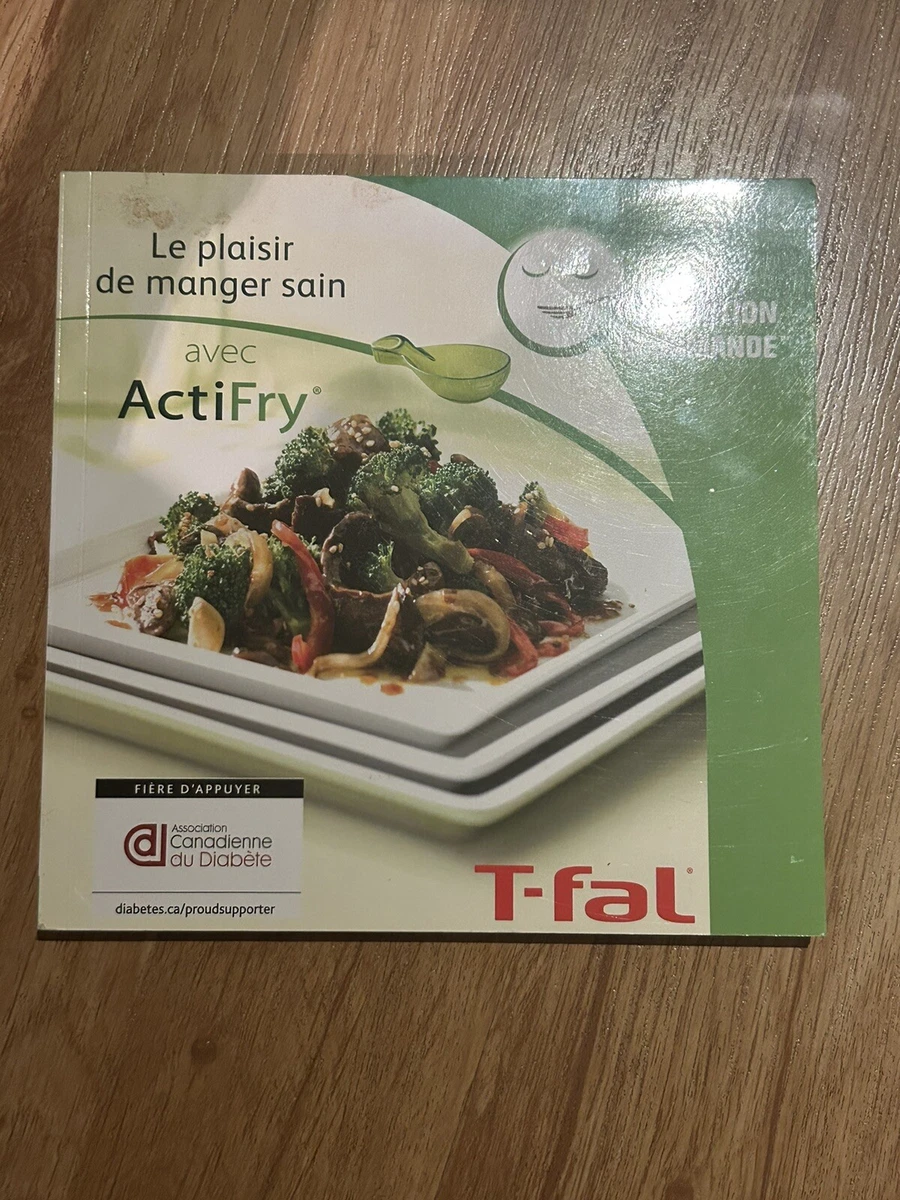 Le plaisir
de manger sain
avec
ActiFry®
FIÈRE D'APPUYER
Association
Canadienne
du Diabète
diabetes.ca/proudsupporter
T-fal®